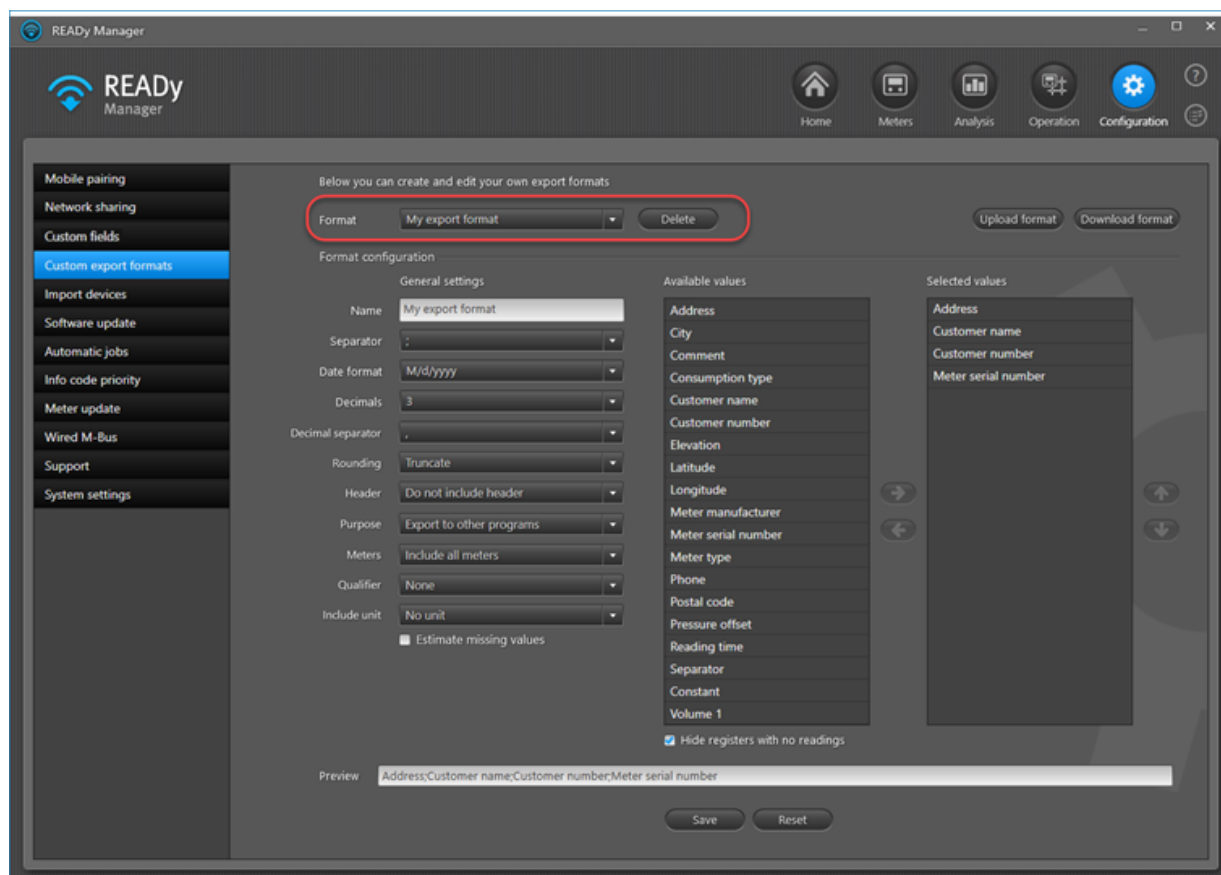 READy Manager
READy
Manager
Home
Meters
Analysis
Operation
Configuration
Mobile pairing
Network sharing
Custom fields
Custom export formats
Import devices
Software update
Automatic jobs
Info code priority
Meter update
Wired M-Bus
Support
System settings
Below you can create and edit your own export formats
Format My export format Delete Upload format Download format
Format configuration
General settings
Name My export format
Separator ;
Date format M/d/yyyy
Decimals 3
Decimal separator ,
Rounding Truncate
Header Do not include header
Purpose Export to other programs
Meters Include all meters
Qualifier None
Include unit No unit
Estimate missing values
Available values
Address
City
Comment
Consumption type
Customer name
Customer number
Elevation
Latitude
Longitude
Meter manufacturer
Meter serial number
Meter type
Phone
Postal code
Pressure offset
Reading time
Separator
Constant
Volume 1
Hide registers with no readings
Selected values
Address
Customer name
Customer number
Meter serial number
Preview Address;Customer name;Customer number;Meter serial number
Save Reset